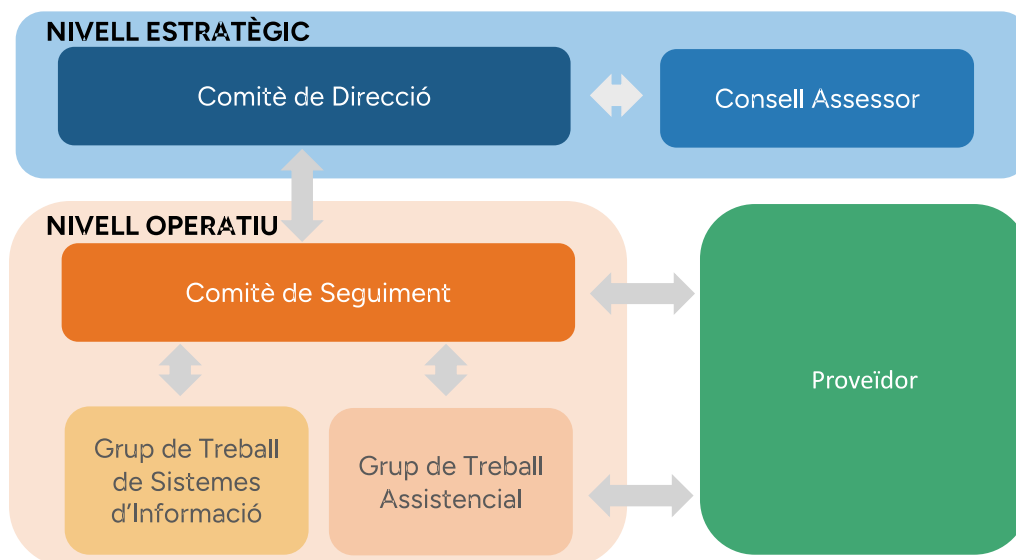 NIVELL ESTRATÈGIC
Comitè de Direcció
Consell Assessor
NIVELL OPERATIU
Comitè de Seguiment
Proveïdor
Grup de Treball
de Sistemes
d'Informació
Grup de Treball
Assistencial